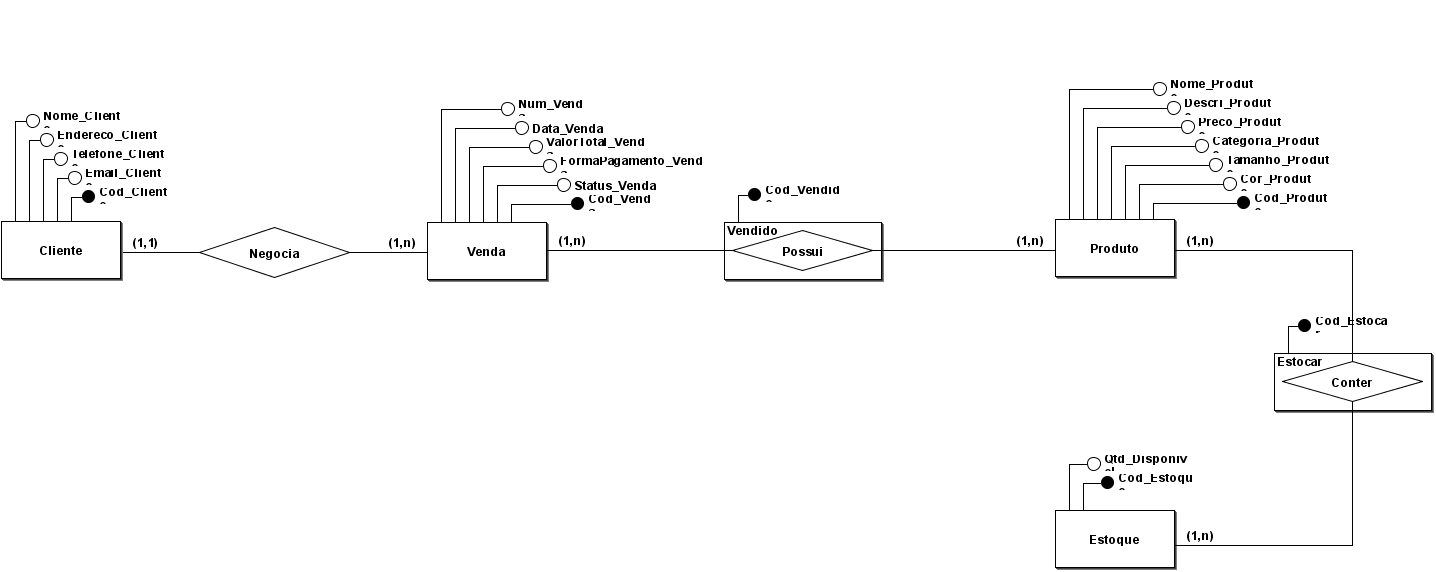 Nome_Client
Endereco_Client
Telefone_Client
Email_Client
Cod_Client
Cliente
(1,1)
Negocia
(1,n)
Num_Vend
Data_Venda
ValorTotal_Vend
FormaPagamento_Vend
Status_Venda
Cod_Vend
Venda
(1,n)
Cod_Vendid
Vendido
Possui
(1,n)
Nome_Produt
Descri_Produt
Preco_Produt
Categoria_Produt
Tamanho_Produt
Cor_Produt
Cod_Produt
Produto
(1,n)
Cod_Estoca
Estocar
Conter
Qtd_Disponiv
Cod_Estoqu
Estoque
(1,n)